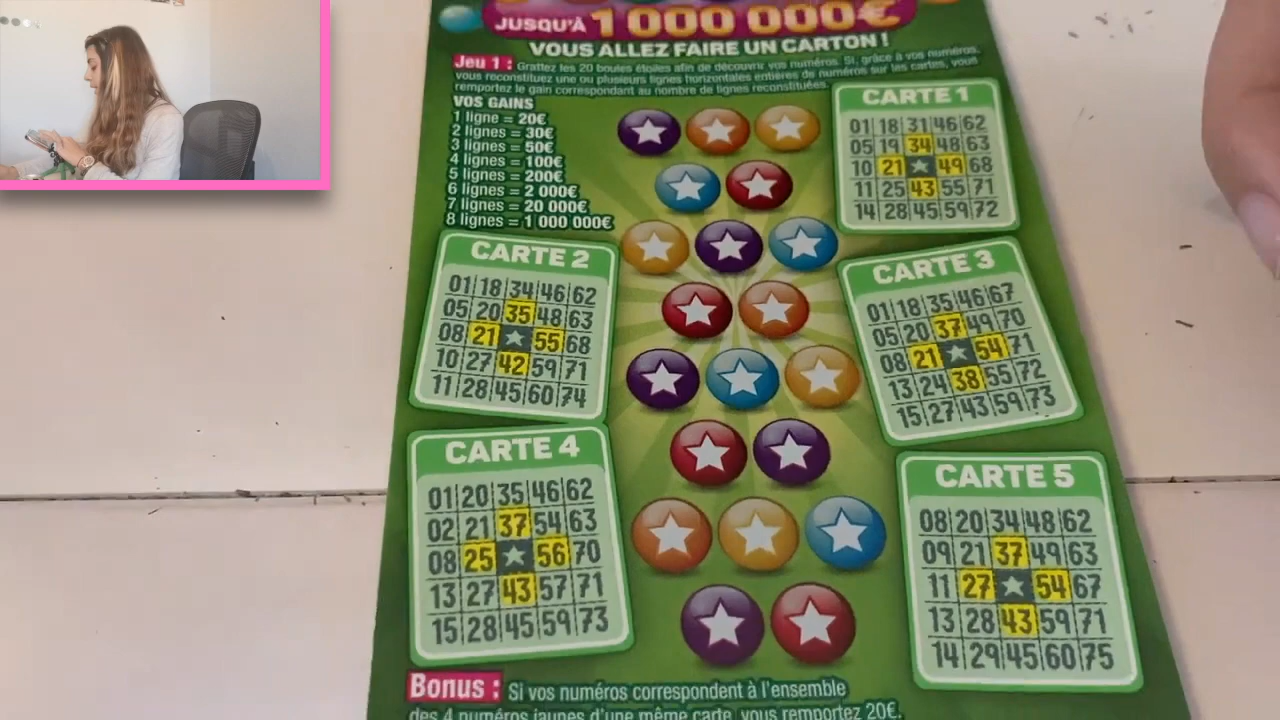 JUSQU'À 1 000 000€
VOUS ALLEZ FAIRE UN CARTON !
Jeu 1 : Grattez les 20 boules étoiles afin de découvrir vos numéros. Si, grâce à vos numéros,
vous reconstituez une ou plusieurs lignes horizontales entières de numéros sur les cartes, vous
remportez le gain correspondant au nombre de lignes reconstituées.
VOS GAINS
1 ligne = 20€
2 lignes = 30€
3 lignes = 50€
4 lignes = 100€
5 lignes = 200€
6 lignes = 2 000€
7 lignes = 20 000€
8 lignes = 1 000 000€
CARTE 1
01 18 31 46 62
05 19 34 48 63
10 21 49 68
11 25 43 55 71
14 28 45 59 72
CARTE 2
01 18 34 46 62
05 20 35 48 63
08 21 55 68
10 27 42 59 71
11 28 45 60 74
CARTE 3
01 18 35 46 67
05 20 37 49 70
08 21 54 71
13 24 38 55 72
15 27 43 59 73
CARTE 4
01 20 35 46 62
02 21 37 54 63
08 25 56 70
13 27 43 57 71
15 28 45 59 73
CARTE 5
08 20 34 48 62
09 21 37 49 63
11 27 54 67
13 28 43 59 71
14 29 45 60 75
Bonus : Si vos numéros correspondent à l'ensemble
des 4 numéros jaunes d'une même carte, vous remportez 20€.